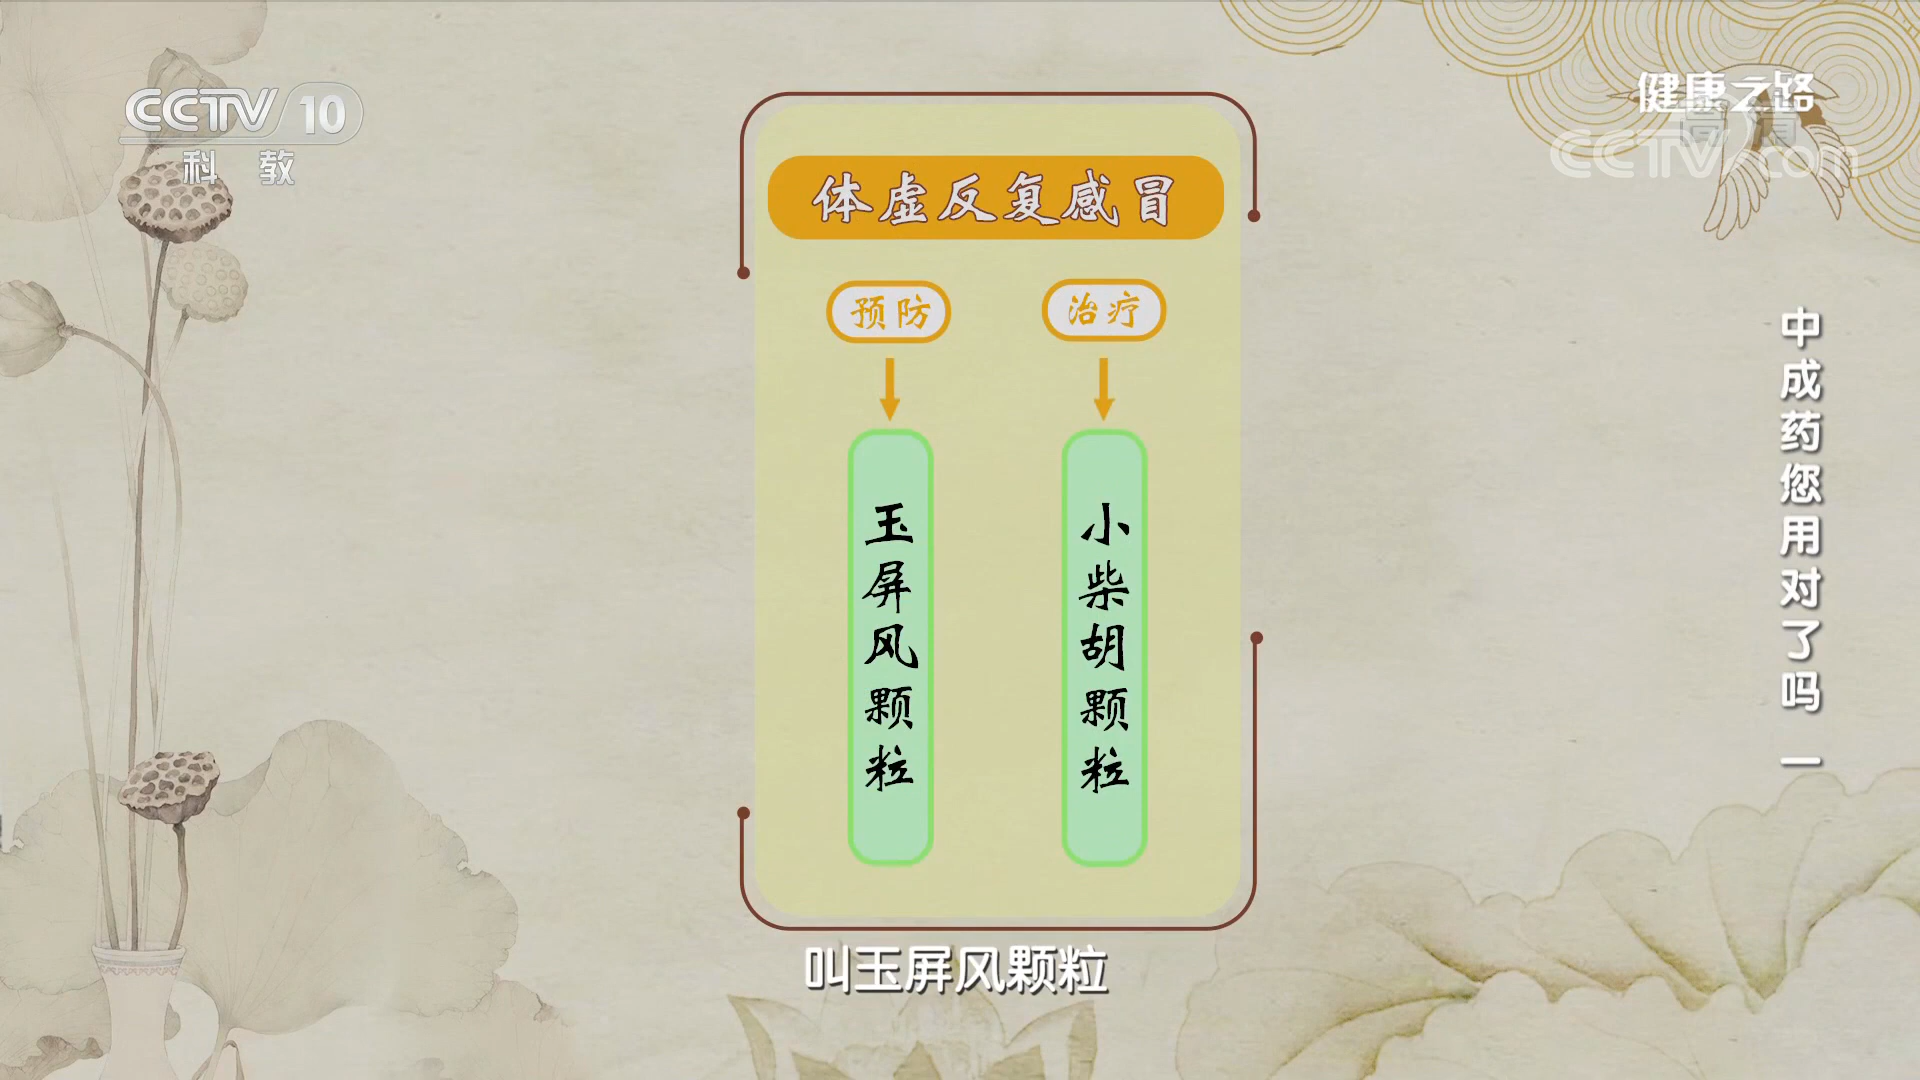 CCTV 10
科教
健康之路
高清
CCTV.com
体虚反复感冒
预防
治疗
玉屏风颗粒
小柴胡颗粒
中成药您用对了吗 一
叫玉屏风颗粒